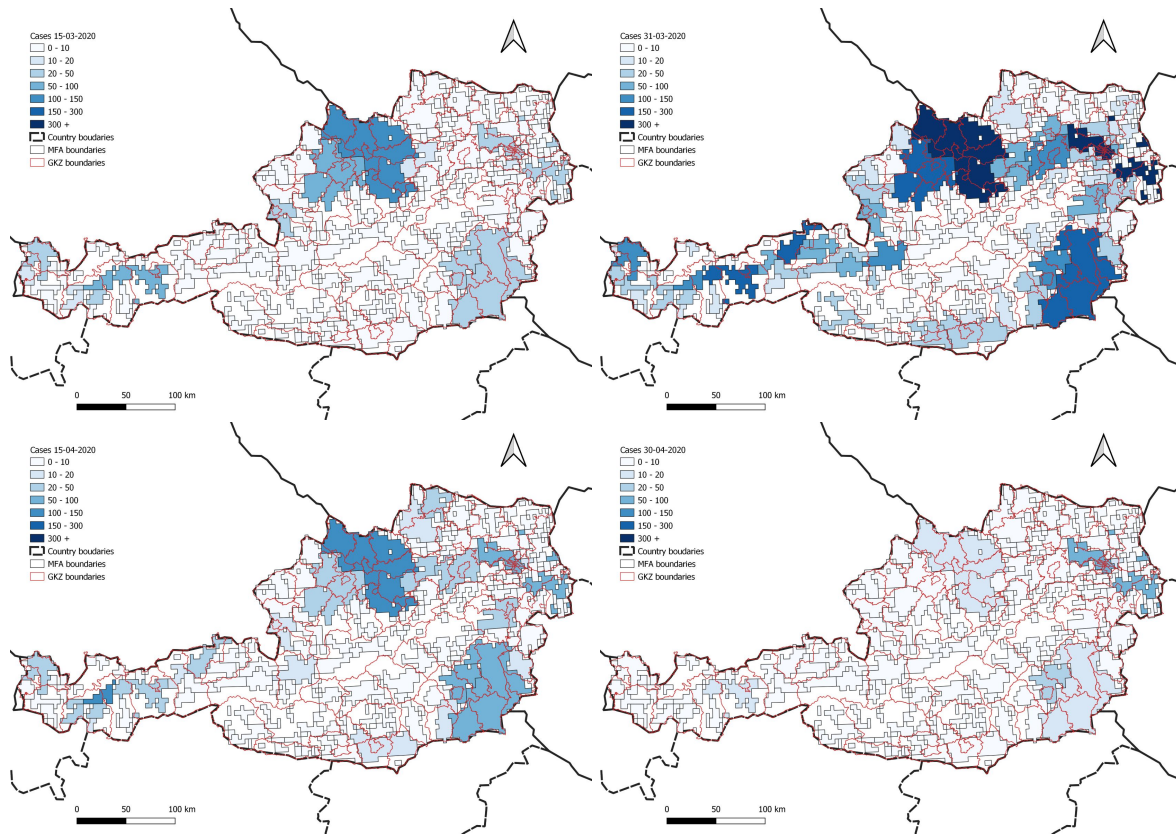 Cases 15-03-2020
0 - 10
10 - 20
20 - 50
50 - 100
100 - 150
150 - 300
300 +
Country boudaries
MFA boundaries
GKZ boundaries
0 50 100 km
Cases 31-03-2020
0 - 10
10 - 20
20 - 50
50 - 100
100 - 150
150 - 300
300 +
Country boudaries
MFA boundaries
GKZ boundaries
0 50 100 km
Cases 15-04-2020
0 - 10
10 - 20
20 - 50
50 - 100
100 - 150
150 - 300
300 +
Country boudaries
MFA boundaries
GKZ boundaries
0 50 100 km
Cases 30-04-2020
0 - 10
10 - 20
20 - 50
50 - 100
100 - 150
150 - 300
300 +
Country boudaries
MFA boundaries
GKZ boundaries
0 50 100 km